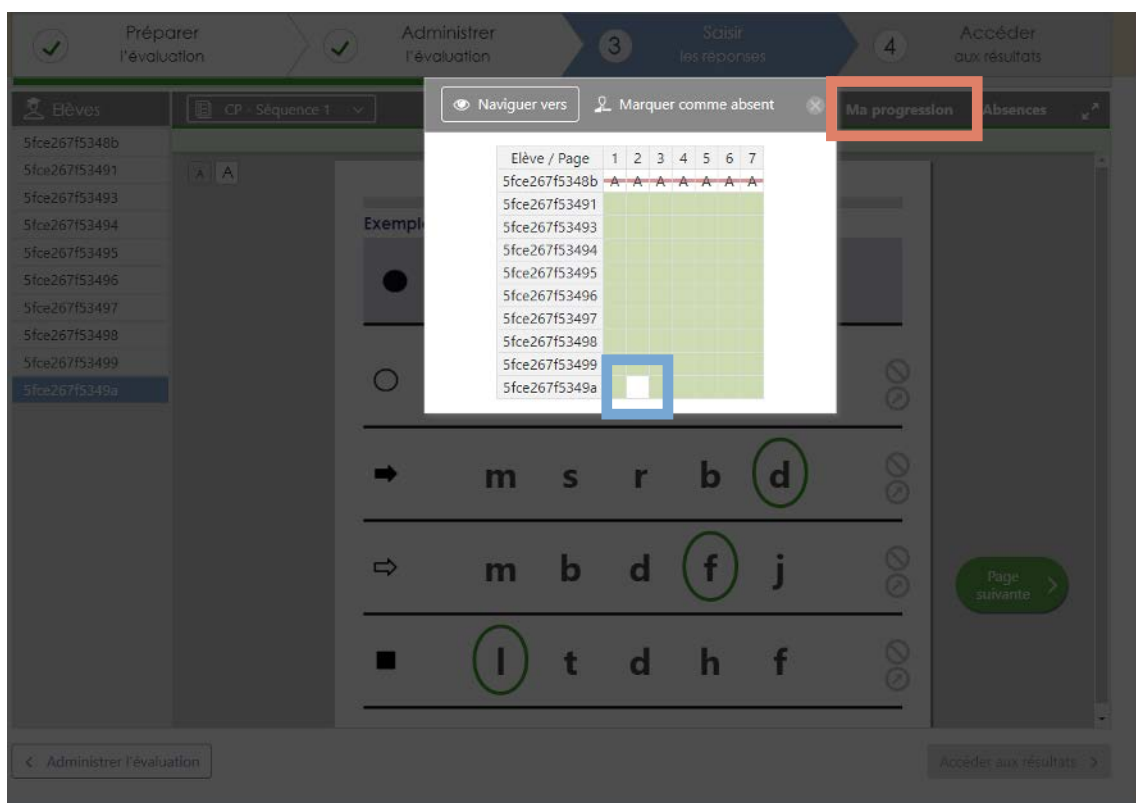 Préparer
l'évaluation
Administrer
l'évaluation
3
Saisir
les réponses
4
Accéder
aux résultats
Elèves
CP - Séquence 1
Naviguer vers
Marquer comme absent
Ma progression
Absences
5fce267f5348b
5fce267f53491
5fce267f53493
5fce267f53494
5fce267f53495
5fce267f53496
5fce267f53497
5fce267f53498
5fce267f53499
5fce267f5349a
A A
Elève / Page 1 2 3 4 5 6 7
5fce267f5348b A A A A A A A
5fce267f53491
5fce267f53493
5fce267f53494
5fce267f53495
5fce267f53496
5fce267f53497
5fce267f53498
5fce267f53499
5fce267f5349a
Exempl
m s r b d
m b d f j
l t d h f
Page
suivante
Administrer l'évaluation
Accéder aux résultats